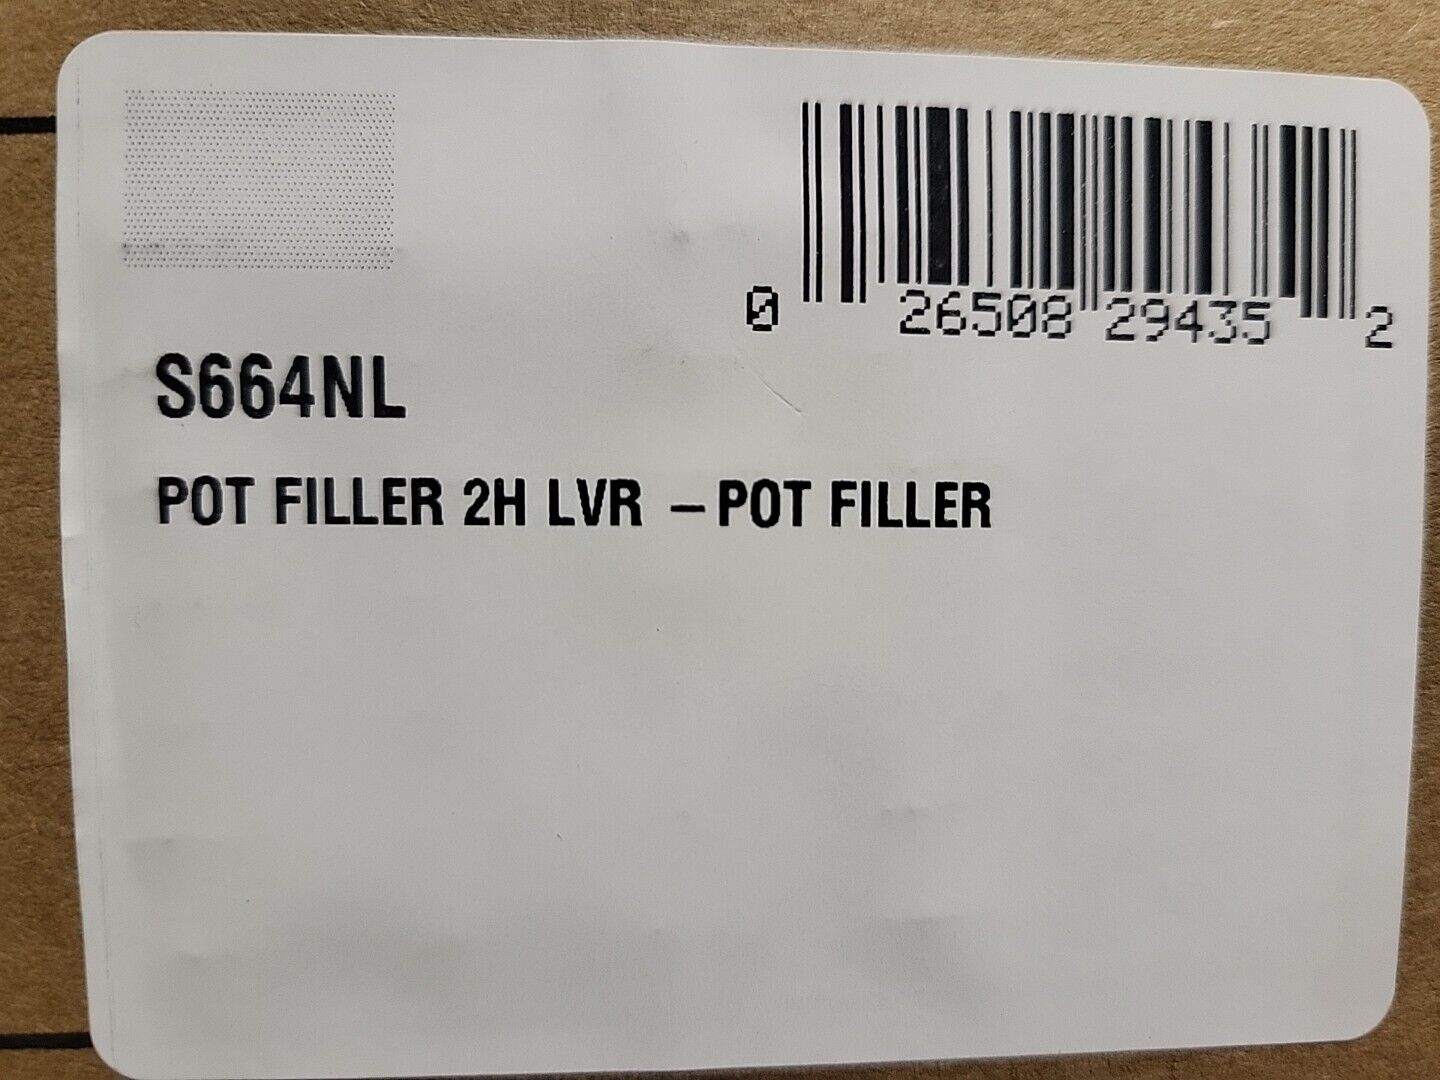 0 26508 29435 2
S664NL
POT FILLER 2H LVR – POT FILLER